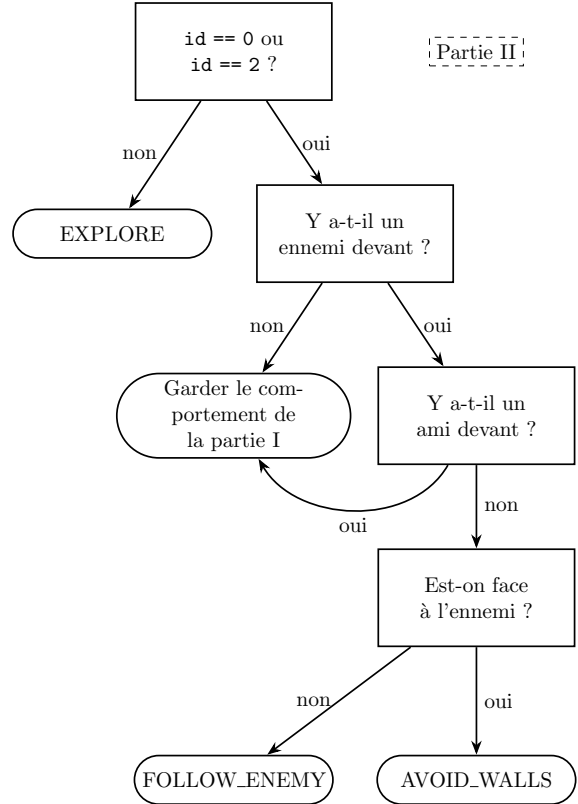 id == 0 ou
id == 2 ?
Partie II
non
oui
EXPLORE
Y a-t-il un
ennemi devant ?
non
oui
Garder le com-
portement de
la partie I
Y a-t-il un
ami devant ?
oui
non
Est-on face
à l'ennemi ?
non
oui
FOLLOW_ENEMY
AVOID_WALLS